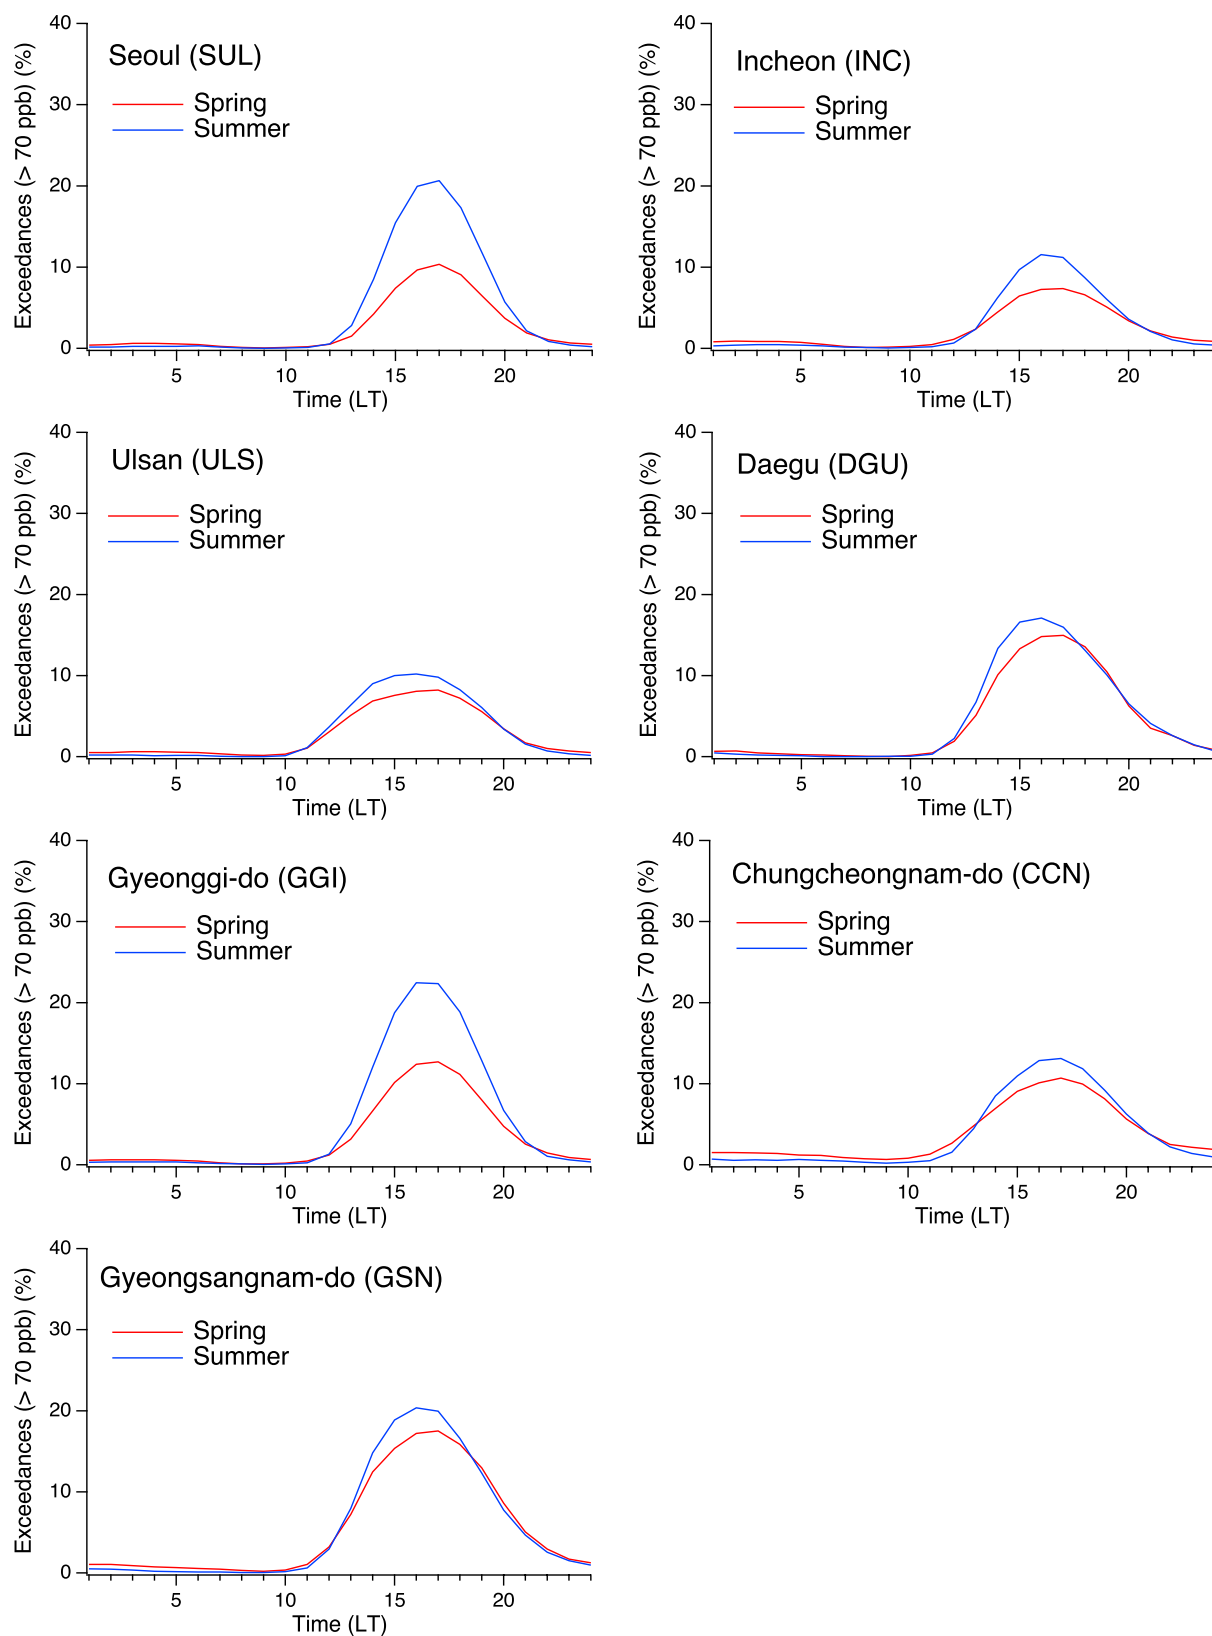 40
30
20
10
0
Exceedances (> 70 ppb) (%)
Seoul (SUL)
Spring
Summer
5 10 15 20
Time (LT)
40
30
20
10
0
Exceedances (> 70 ppb) (%)
Incheon (INC)
Spring
Summer
5 10 15 20
Time (LT)
40
30
20
10
0
Exceedances (> 70 ppb) (%)
Ulsan (ULS)
Spring
Summer
5 10 15 20
Time (LT)
40
30
20
10
0
Exceedances (> 70 ppb) (%)
Daegu (DGU)
Spring
Summer
5 10 15 20
Time (LT)
40
30
20
10
0
Exceedances (> 70 ppb) (%)
Gyeonggi-do (GGI)
Spring
Summer
5 10 15 20
Time (LT)
40
30
20
10
0
Exceedances (> 70 ppb) (%)
Chungcheongnam-do (CCN)
Spring
Summer
5 10 15 20
Time (LT)
40
30
20
10
0
Exceedances (> 70 ppb) (%)
Gyeongsangnam-do (GSN)
Spring
Summer
5 10 15 20
Time (LT)